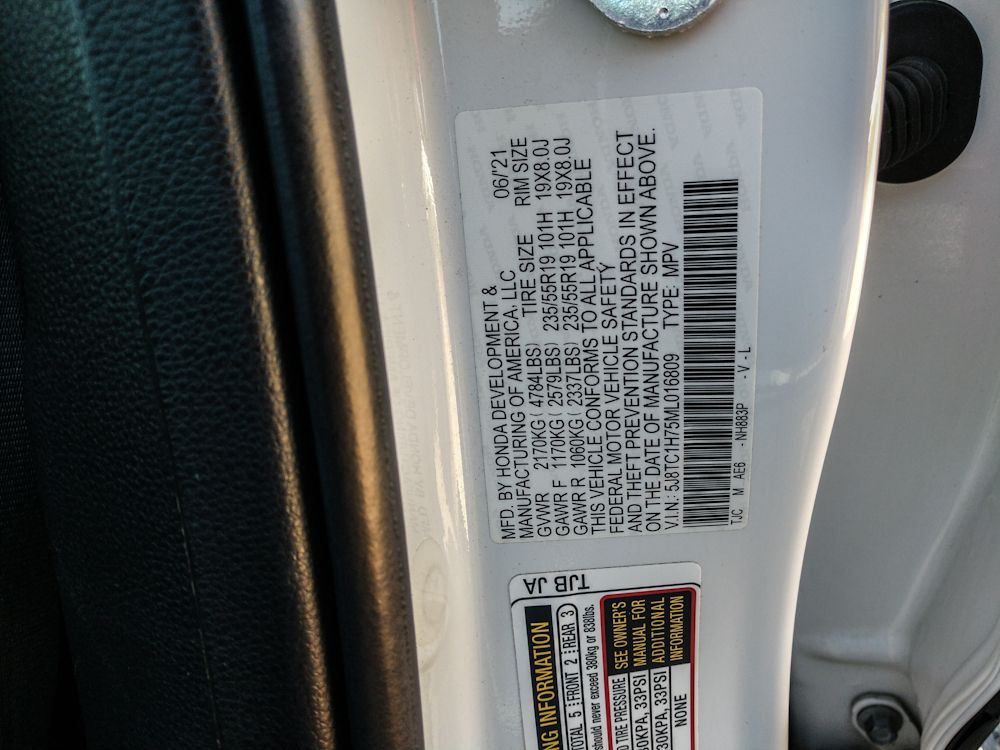 MFD. BY HONDA DEVELOPMENT &
MANUFACTURING OF AMERICA, LLC 06/'21
TIRE SIZE RIM SIZE
GVWR 2170KG ( 4784LBS) 235/55R19 101H 19X8.0J
GAWR F 1170KG ( 2579LBS) 235/55R19 101H 19X8.0J
GAWR R 1060KG ( 2337LBS)
THIS VEHICLE CONFORMS TO ALL APPLICABLE
FEDERAL MOTOR VEHICLE SAFETY
AND THEFT PREVENTION STANDARDS IN EFFECT
ON THE DATE OF MANUFACTURE SHOWN ABOVE.
V.I.N.: 5J8TC1H75ML016809 TYPE: MPV
TJC M AE6 - NH883P - V - L
TJB JA
NG INFORMATION
TOTAL 5 FRONT 2 REAR 3
should never exceed 380kg or 838lbs.
TIRE PRESSURE
30KPA, 33PSI
30KPA, 33PSI
NONE
SEE OWNER'S
MANUAL FOR
ADDITIONAL
INFORMATION